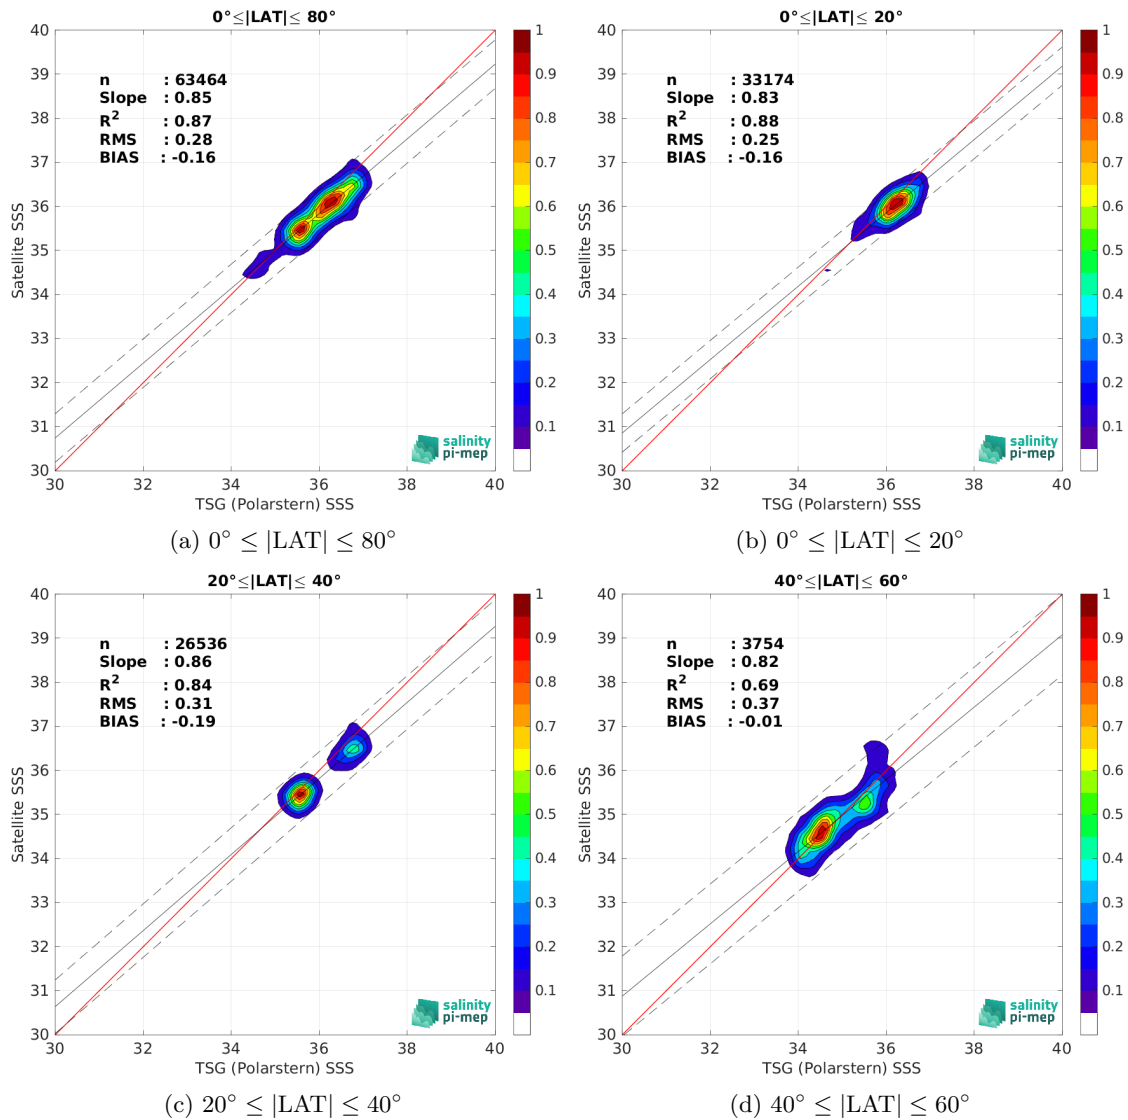 0°≤|LAT|≤ 80°
n : 63464
Slope : 0.85
R² : 0.87
RMS : 0.28
BIAS : -0.16
40
39
38
37
36
35
34
33
32
31
30
Satellite SSS
30 32 34 36 38 40
TSG (Polarstern) SSS
1
0.9
0.8
0.7
0.6
0.5
0.4
0.3
0.2
0.1
salinity
pi-mep
(a) 0° ≤ |LAT| ≤ 80°
0°≤|LAT|≤ 20°
n : 33174
Slope : 0.83
R² : 0.88
RMS : 0.25
BIAS : -0.16
40
39
38
37
36
35
34
33
32
31
30
Satellite SSS
30 32 34 36 38 40
TSG (Polarstern) SSS
1
0.9
0.8
0.7
0.6
0.5
0.4
0.3
0.2
0.1
salinity
pi-mep
(b) 0° ≤ |LAT| ≤ 20°
20°≤|LAT|≤ 40°
n : 26536
Slope : 0.86
R² : 0.84
RMS : 0.31
BIAS : -0.19
40
39
38
37
36
35
34
33
32
31
30
Satellite SSS
30 32 34 36 38 40
TSG (Polarstern) SSS
1
0.9
0.8
0.7
0.6
0.5
0.4
0.3
0.2
0.1
salinity
pi-mep
(c) 20° ≤ |LAT| ≤ 40°
40°≤|LAT|≤ 60°
n : 3754
Slope : 0.82
R² : 0.69
RMS : 0.37
BIAS : -0.01
40
39
38
37
36
35
34
33
32
31
30
Satellite SSS
30 32 34 36 38 40
TSG (Polarstern) SSS
1
0.9
0.8
0.7
0.6
0.5
0.4
0.3
0.2
0.1
salinity
pi-mep
(d) 40° ≤ |LAT| ≤ 60°